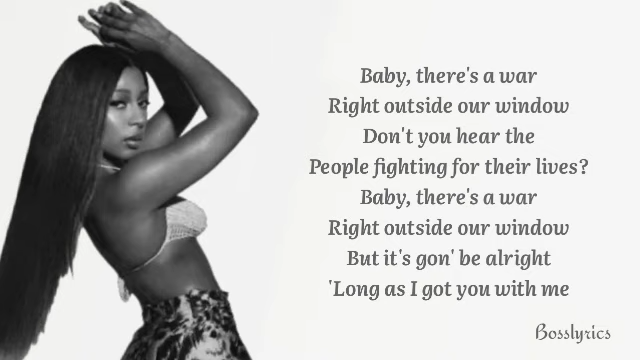 Baby, there's a war
Right outside our window
Don't you hear the
People fighting for their lives?
Baby, there's a war
Right outside our window
But it's gon' be alright
'Long as I got you with me
Bosslyrics